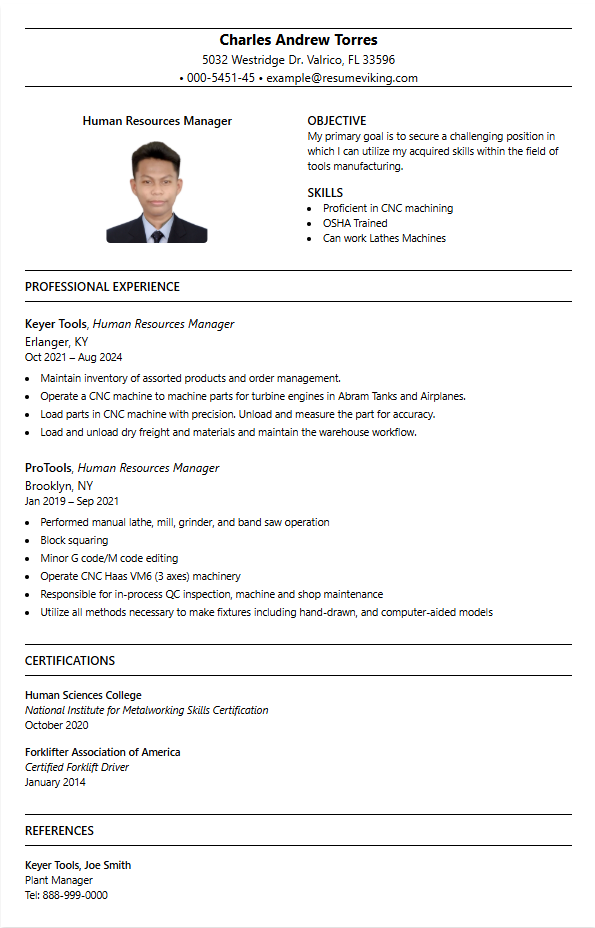 Charles Andrew Torres
5032 Westridge Dr. Valrico, FL 33596
• 000-5451-45 • example@resumeviking.com
Human Resources Manager
OBJECTIVE
My primary goal is to secure a challenging position in
which I can utilize my acquired skills within the field of
tools manufacturing.
SKILLS
• Proficient in CNC machining
• OSHA Trained
• Can work Lathes Machines
PROFESSIONAL EXPERIENCE
Keyer Tools, Human Resources Manager
Erlanger, KY
Oct 2021 – Aug 2024
• Maintain inventory of assorted products and order management.
• Operate a CNC machine to machine parts for turbine engines in Abram Tanks and Airplanes.
• Load parts in CNC machine with precision. Unload and measure the part for accuracy.
• Load and unload dry freight and materials and maintain the warehouse workflow.
ProTools, Human Resources Manager
Brooklyn, NY
Jan 2019 – Sep 2021
• Performed manual lathe, mill, grinder, and band saw operation
• Block squaring
• Minor G code/M code editing
• Operate CNC Haas VM6 (3 axes) machinery
• Responsible for in-process QC inspection, machine and shop maintenance
• Utilize all methods necessary to make fixtures including hand-drawn, and computer-aided models
CERTIFICATIONS
Human Sciences College
National Institute for Metalworking Skills Certification
October 2020
Forklifter Association of America
Certified Forklift Driver
January 2014
REFERENCES
Keyer Tools, Joe Smith
Plant Manager
Tel: 888-999-0000